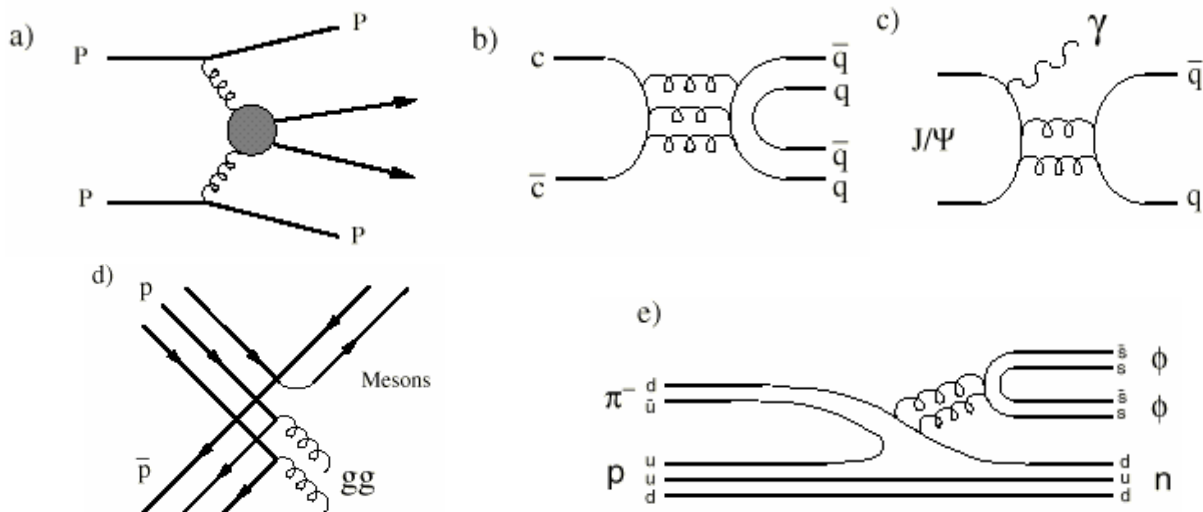 a)
P
P
P
P
b)
c
c̄
q̄
q
q̄
q
c)
γ
J/Ψ
q̄
q
d)
p
p̄
Mesons
gg
e)
π⁻
d
ū
p
u
u
d
s̄
s
φ
s̄
s
φ
d
u
d
n